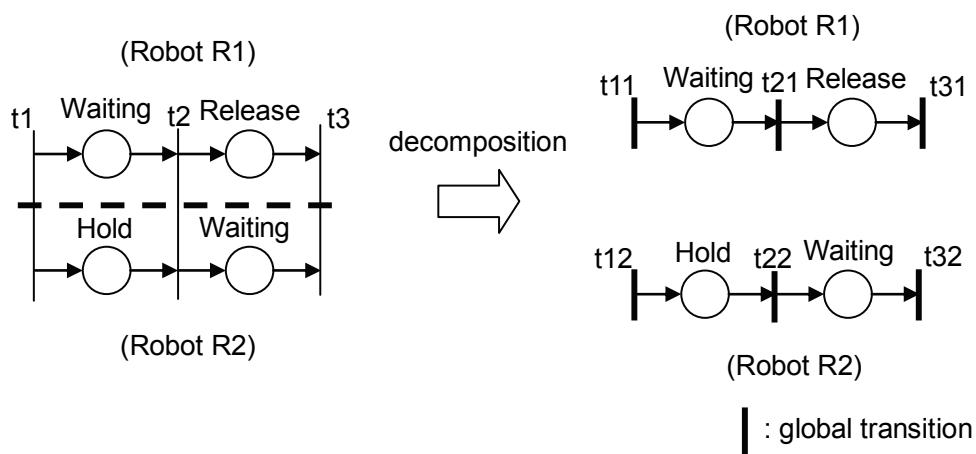 (Robot R1)
t1 Waiting t2 Release t3
Hold Waiting
(Robot R2)
decomposition
(Robot R1)
t11 Waiting t21 Release t31
t12 Hold t22 Waiting t32
(Robot R2)
: global transition